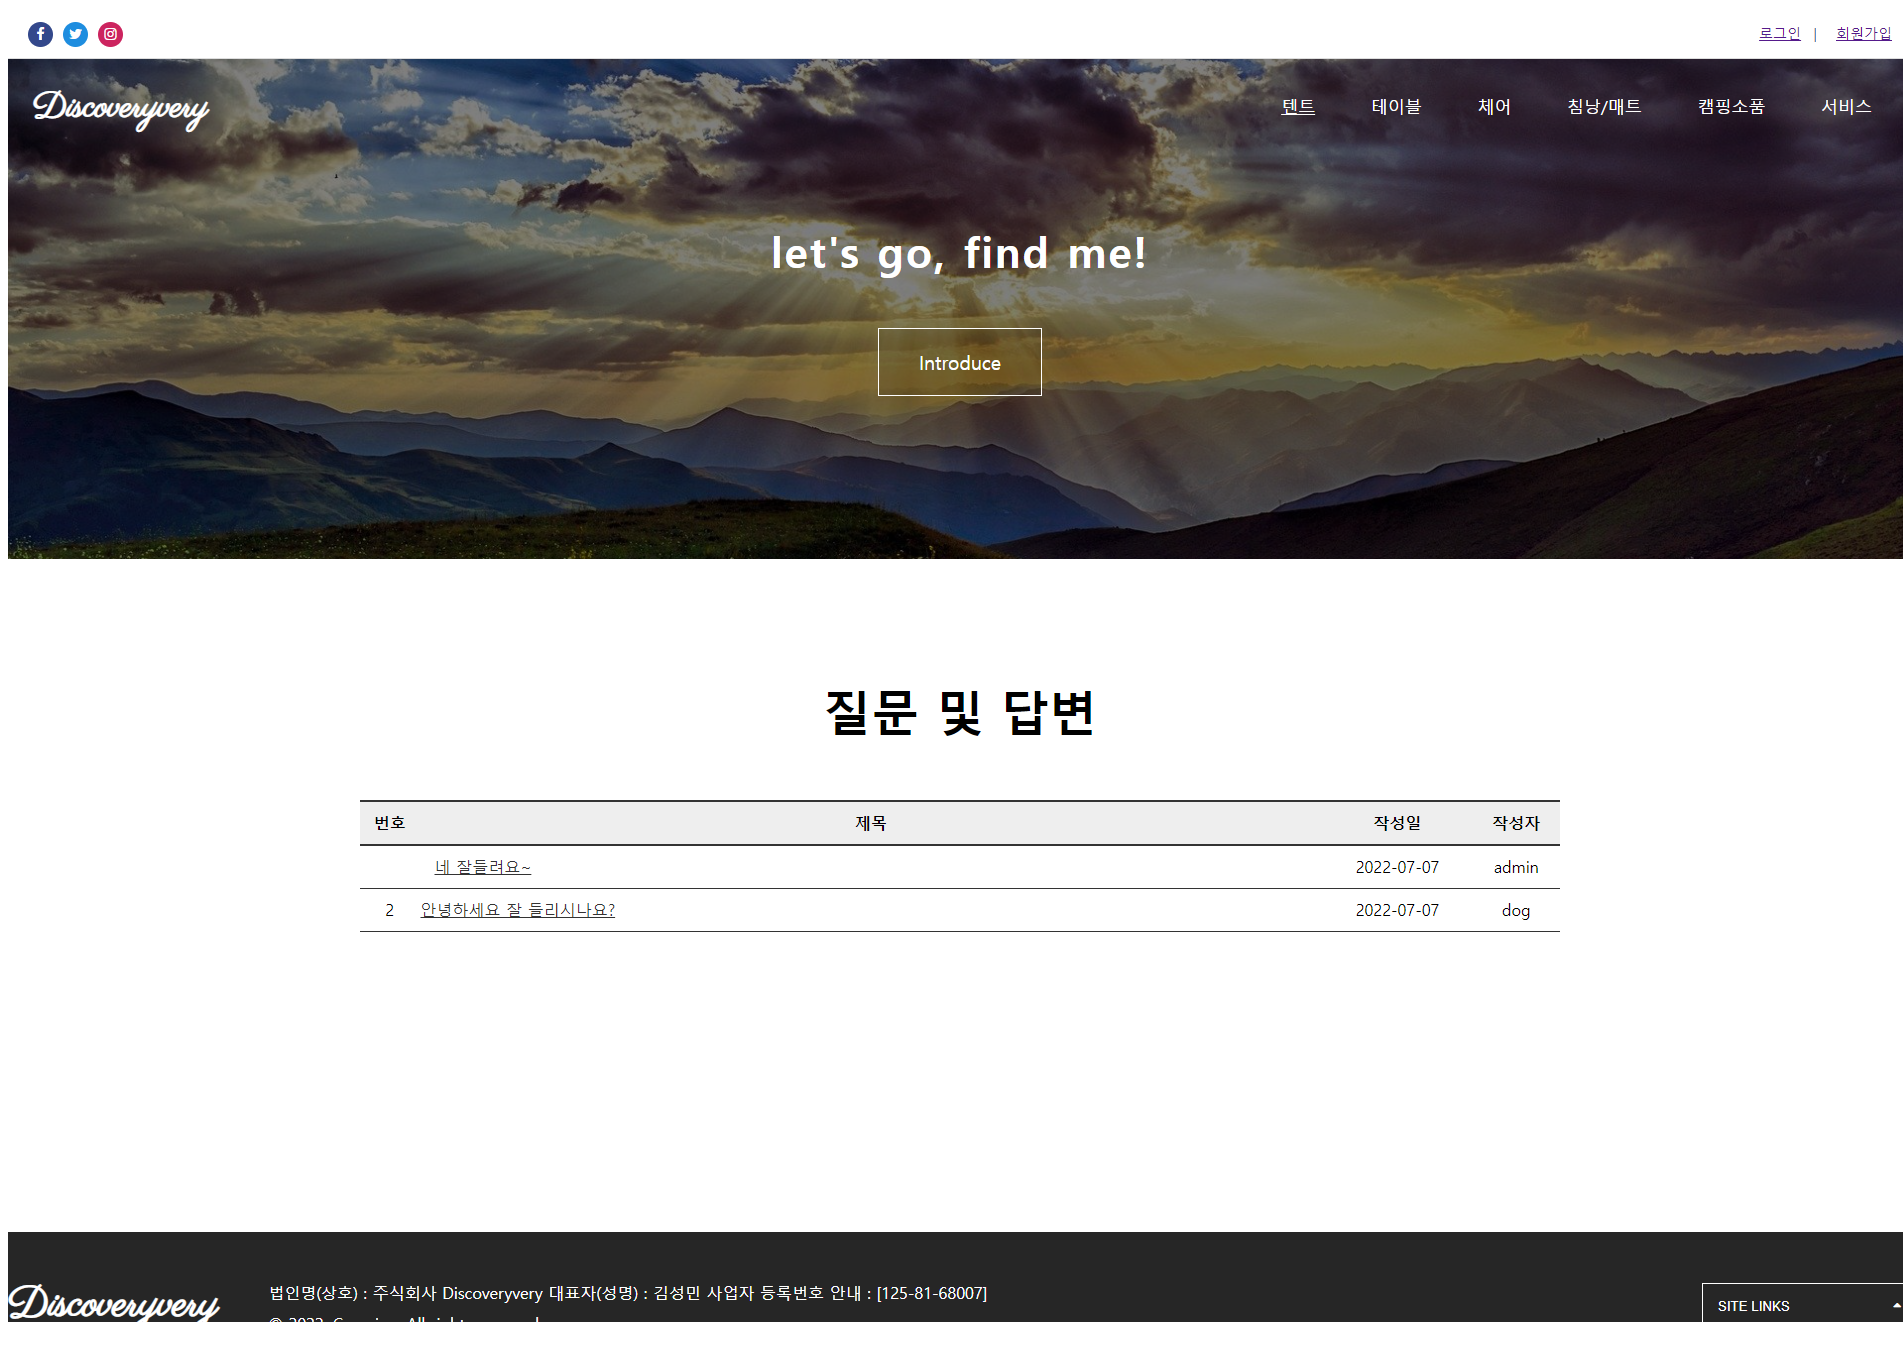 로그인 | 회원가입
Discoveryvery
텐트 테이블 체어 침낭/매트 캠핑소품 서비스
let's go, find me!
Introduce
질문 및 답변
번호 제목 작성일 작성자
네 잘들려요~ 2022-07-07 admin
2 안녕하세요 잘 들리시나요? 2022-07-07 dog
Discoveryvery
법인명(상호) : 주식회사 Discoveryvery 대표자(성명) : 김성민 사업자 등록번호 안내 : [125-81-68007]
SITE LINKS